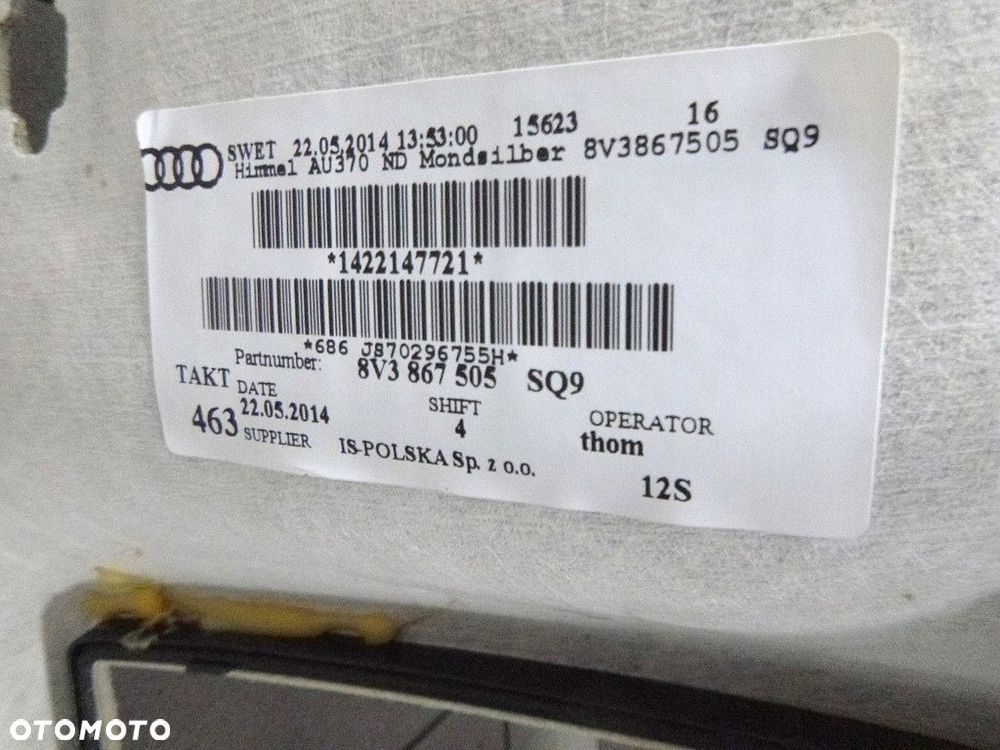 SWET 22.05.2014 13:53:00 15623 16
Himmel AU370 ND Mondsilber 8V3867505 SQ9
*1422147721*
*686 JS70296755H*
Partnumber: 8V3 867 505 SQ9
TAKT DATE SHIFT OPERATOR
463 22.05.2014 4 thom
SUPPLIER IS-POLSKA Sp. z o.o.
12S
OTOMOTO